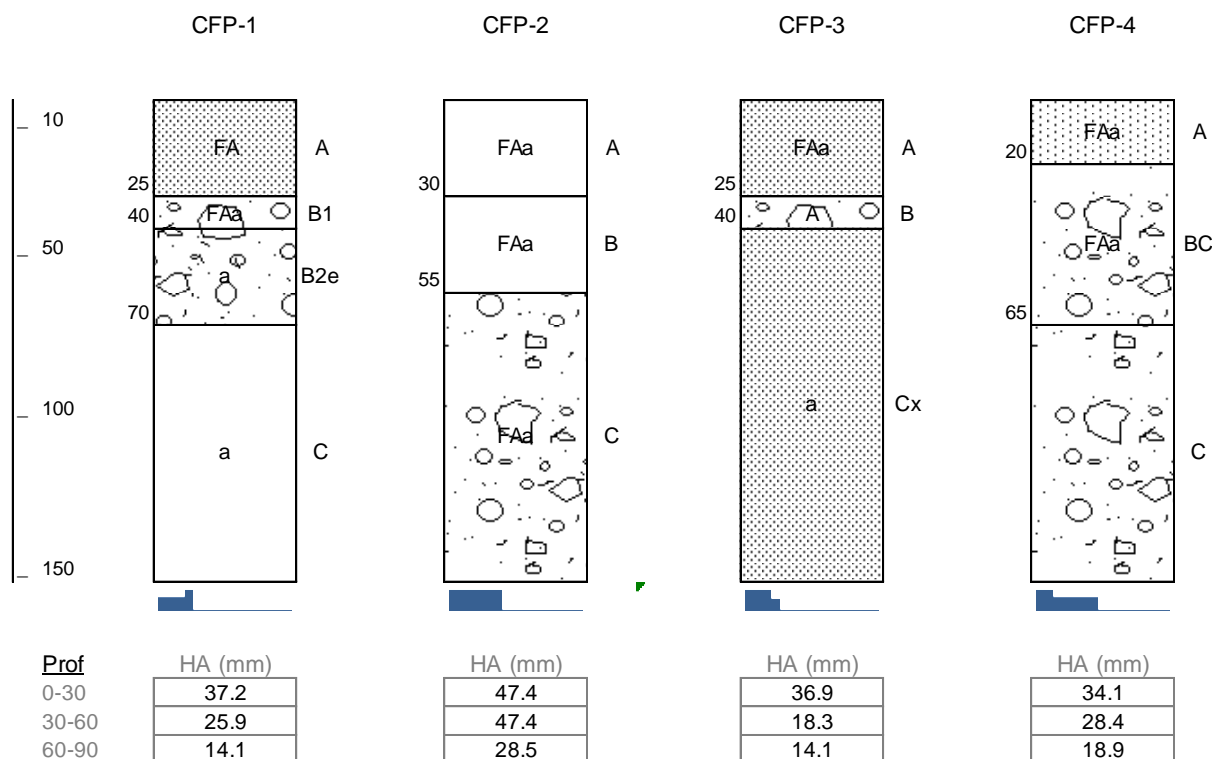 CFP-1 CFP-2 CFP-3 CFP-4
_ 10
FA A FAa A FAa A FAa A
20
25 30 25
40 FAa B1 40 A B
_ 50 FAa B FAa BC
a B2e 55
70 65
_ 100 a Cx
FAa C
a C C
_ 150
Prof HA (mm) HA (mm) HA (mm) HA (mm)
0-30 37.2 47.4 36.9 34.1
30-60 25.9 47.4 18.3 28.4
60-90 14.1 28.5 14.1 18.9